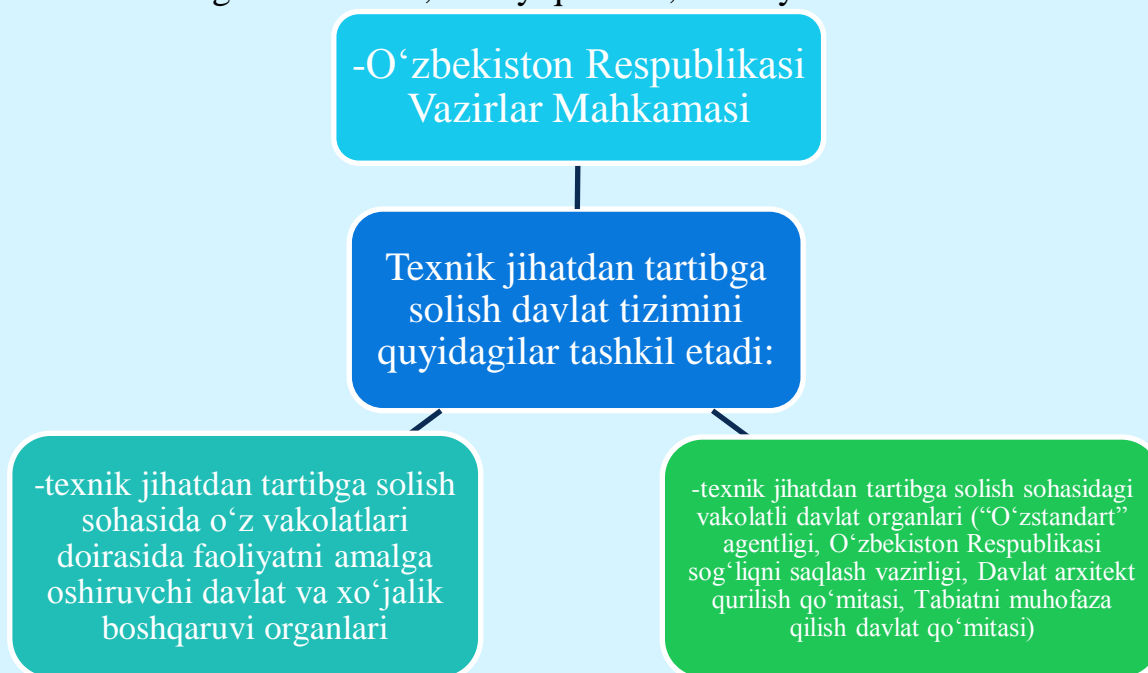 -O‘zbekiston Respublikasi
Vazirlar Mahkamasi
Texnik jihatdan tartibga
solish davlat tizimini
quyidagilar tashkil etadi:
-texnik jihatdan tartibga solish
sohasida o‘z vakolatlari
doirasida faoliyatni amalga
oshiruvchi davlat va xo‘jalik
boshqaruvi organlari
-texnik jihatdan tartibga solish sohasidagi
vakolatli davlat organlari (“O‘zstandart”
agentligi, O‘zbekiston Respublikasi
sog‘liqni saqlash vazirligi, Davlat arxitekt
qurilish qo‘mitasi, Tabiatni muhofaza
qilish davlat qo‘mitasi)